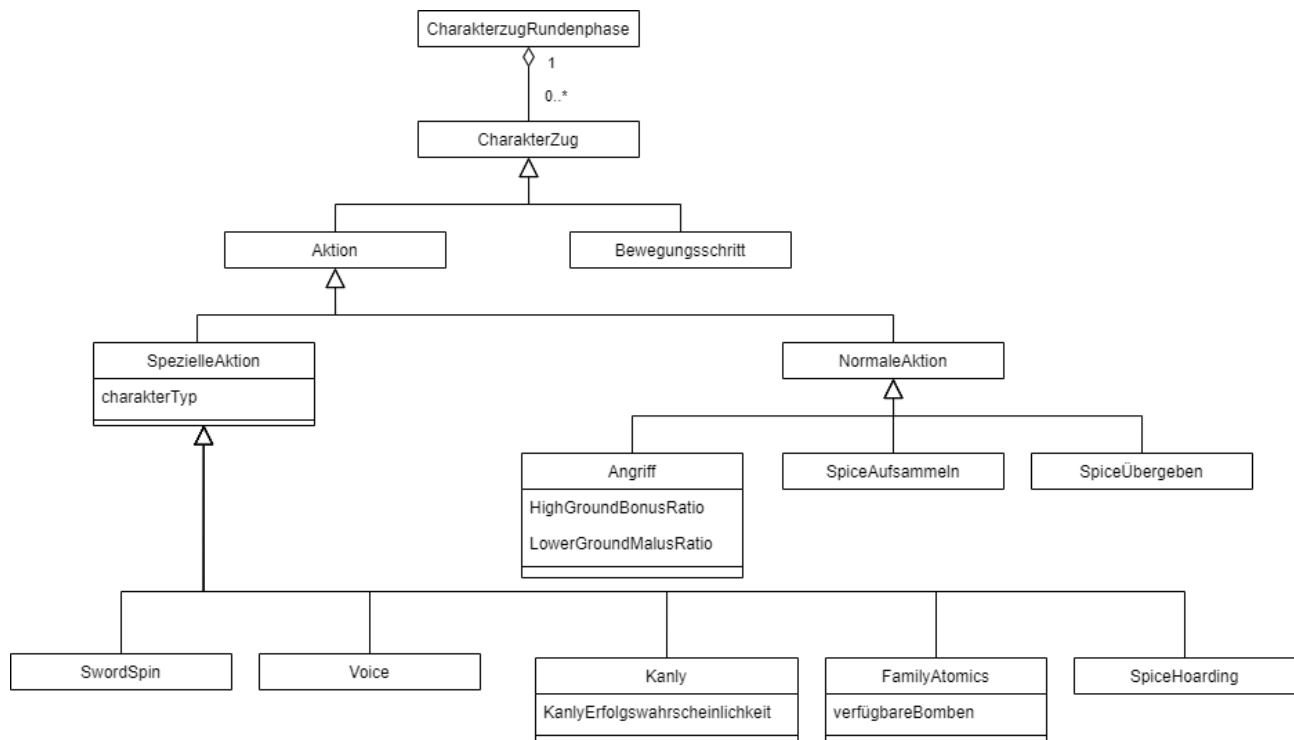 CharakterzugRundenphase
1
0..*
CharakterZug
Aktion
Bewegungsschritt
SpezielleAktion
charakterTyp
NormaleAktion
Angriff
HighGroundBonusRatio
LowerGroundMalusRatio
SpiceAufsammeln
SpiceÜbergeben
SwordSpin
Voice
Kanly
KanlyErfolgswahrscheinlichkeit
FamilyAtomics
verfügbareBomben
SpiceHoarding